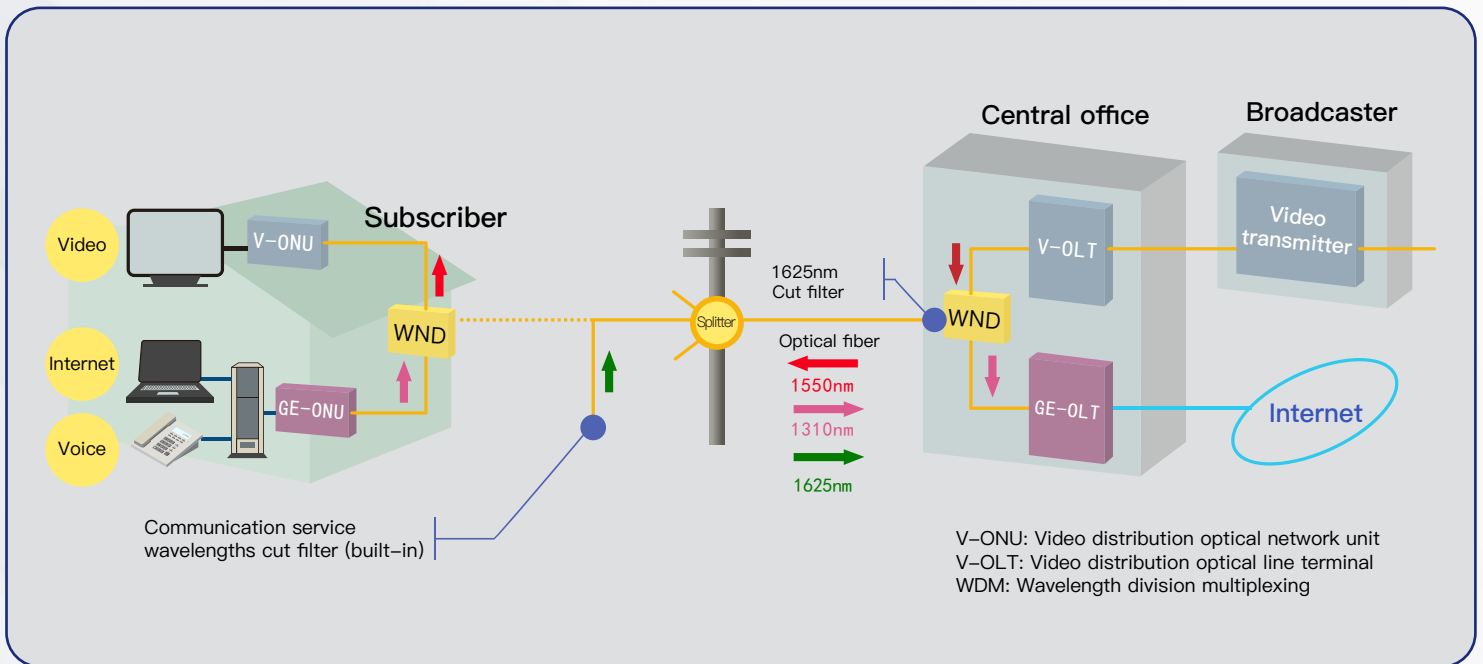 Central office
Broadcaster
Subscriber
Video
V-ONU
Video
transmitter
V-OLT
1625nm
Cut filter
WND
Splitter
WND
Optical fiber
1550nm
1310nm
1625nm
Internet
Voice
GE-ONU
GE-OLT
Internet
Communication service
wavelengths cut filter (built-in)
V-ONU: Video distribution optical network unit
V-OLT: Video distribution optical line terminal
WDM: Wavelength division multiplexing